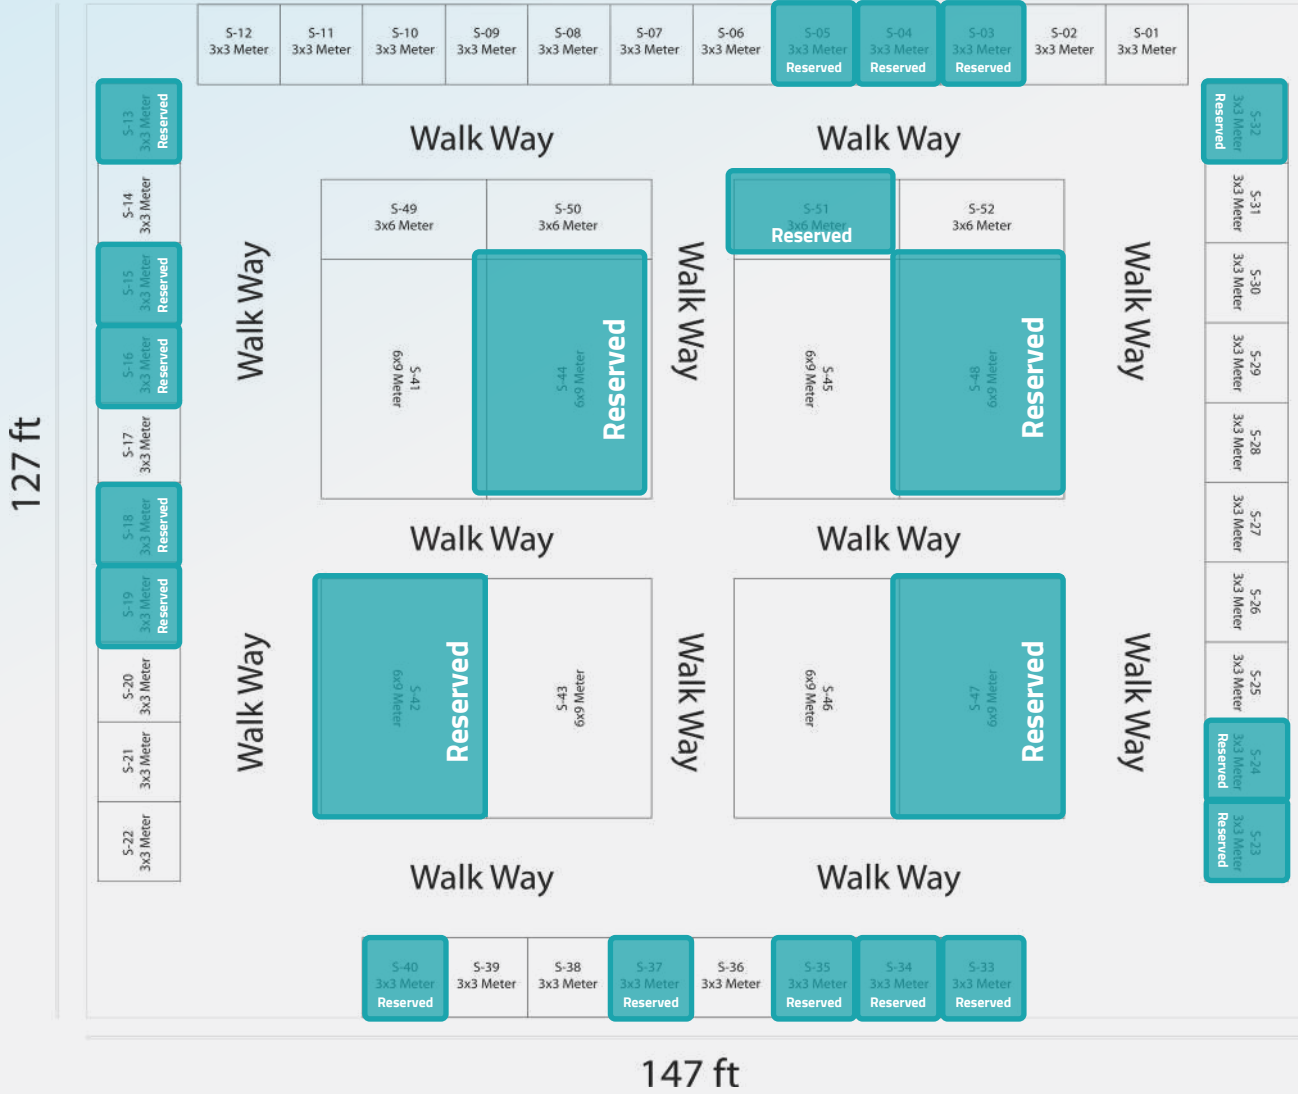 S-12
3x3 Meter
S-11
3x3 Meter
S-10
3x3 Meter
S-09
3x3 Meter
S-08
3x3 Meter
S-07
3x3 Meter
S-06
3x3 Meter
S-05
3x3 Meter
Reserved
S-04
3x3 Meter
Reserved
S-03
3x3 Meter
Reserved
S-02
3x3 Meter
S-01
3x3 Meter
S-13
3x3 Meter
Reserved
S-14
3x3 Meter
S-15
3x3 Meter
Reserved
S-16
3x3 Meter
Reserved
S-17
3x3 Meter
S-18
3x3 Meter
Reserved
S-19
3x3 Meter
Reserved
S-20
3x3 Meter
S-21
3x3 Meter
S-22
3x3 Meter
127 ft
Walk Way
Walk Way
Walk Way
Walk Way
S-49
3x6 Meter
S-50
3x6 Meter
S-41
6x9 Meter
S-44
6x9 Meter
Reserved
Walk Way
S-51
3x6 Meter
Reserved
S-52
3x6 Meter
S-45
6x9 Meter
S-48
6x9 Meter
Reserved
Walk Way
Walk Way
Walk Way
S-42
6x9 Meter
Reserved
S-43
6x9 Meter
Walk Way
Walk Way
S-46
6x9 Meter
S-47
6x9 Meter
Reserved
Walk Way
Walk Way
Walk Way
S-32
3x3 Meter
Reserved
S-31
3x3 Meter
S-30
3x3 Meter
S-29
3x3 Meter
S-28
3x3 Meter
S-27
3x3 Meter
S-26
3x3 Meter
S-25
3x3 Meter
S-24
3x3 Meter
Reserved
S-23
3x3 Meter
Reserved
S-40
3x3 Meter
Reserved
S-39
3x3 Meter
S-38
3x3 Meter
S-37
3x3 Meter
Reserved
S-36
3x3 Meter
S-35
3x3 Meter
Reserved
S-34
3x3 Meter
Reserved
S-33
3x3 Meter
Reserved
147 ft